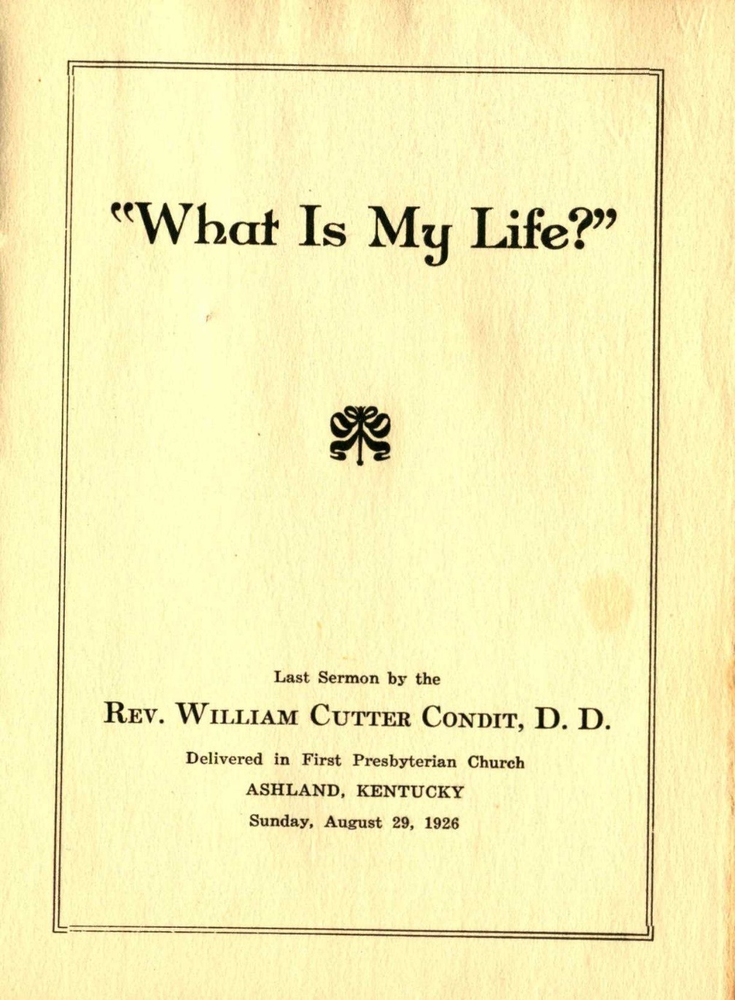 “What Is My Life?”
Last Sermon by the
REV. WILLIAM CUTTER CONDIT, D. D.
Delivered in First Presbyterian Church
ASHLAND, KENTUCKY
Sunday, August 29, 1926